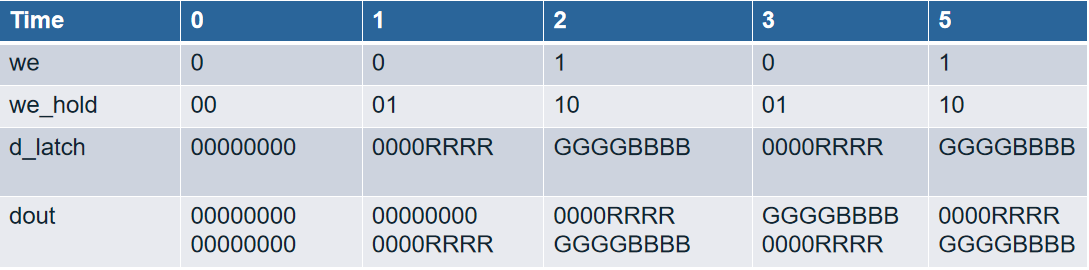 Time 0 1 2 3 5
we 0 0 1 0 1
we_hold 00 01 10 01 10
d_latch 00000000 0000RRRR GGGGBBBB 0000RRRR GGGGBBBB
dout 00000000 00000000 0000RRRR GGGGBBBB 0000RRRR
00000000 0000RRRR GGGGBBBB 0000RRRR GGGGBBBB